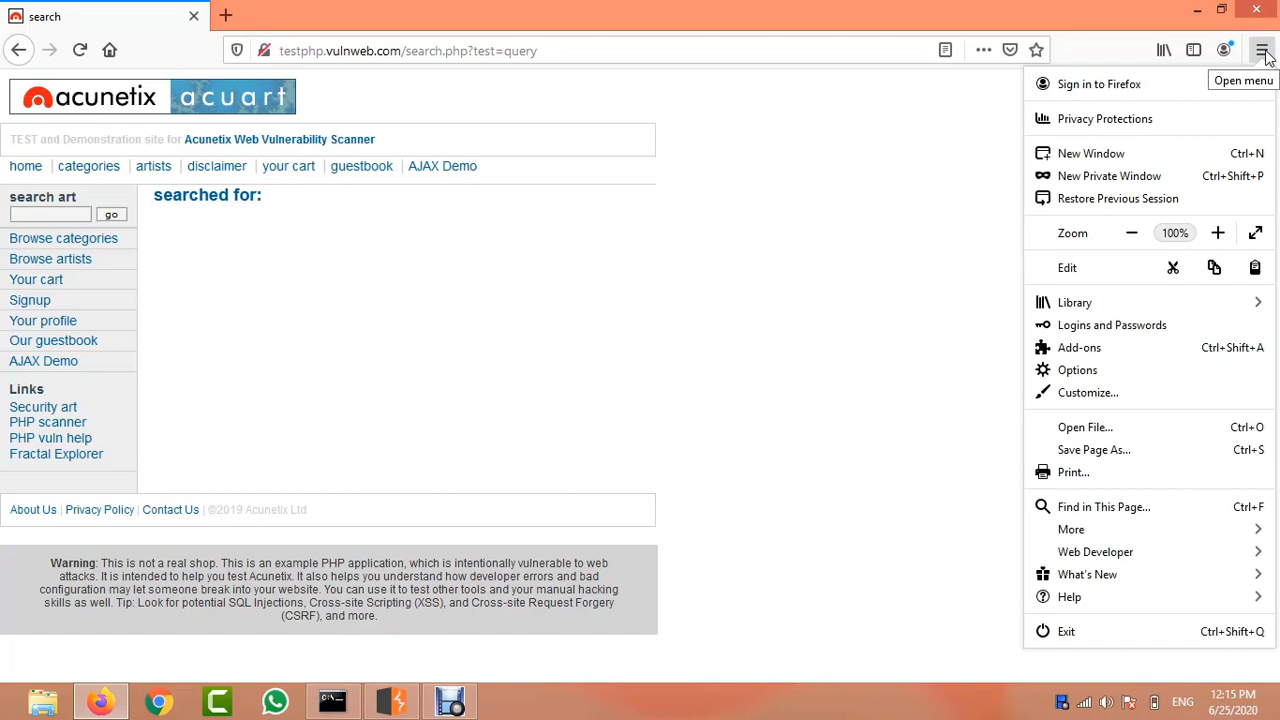 search
testphp.vulnweb.com/search.php?test=query
Open menu
acunetix acuart
TEST and Demonstration site for Acunetix Web Vulnerability Scanner
home | categories | artists | disclaimer | your cart | guestbook | AJAX Demo
search art
go
Browse categories
Browse artists
Your cart
Signup
Your profile
Our guestbook
AJAX Demo
Links
Security art
PHP scanner
PHP vuln help
Fractal Explorer
searched for:
About Us | Privacy Policy | Contact Us | ©2019 Acunetix Ltd
Warning: This is not a real shop. This is an example PHP application, which is intentionally vulnerable to web
attacks. It is intended to help you test Acunetix. It also helps you understand how developer errors and bad
configuration may let someone break into your website. You can use it to test other tools and your manual hacking
skills as well. Tip: Look for potential SQL Injections, Cross-site Scripting (XSS), and Cross-site Request Forgery
(CSRF), and more.
Sign in to Firefox
Privacy Protections
New Window Ctrl+N
New Private Window Ctrl+Shift+P
Restore Previous Session
Zoom 100%
Edit
Library
Logins and Passwords
Add-ons Ctrl+Shift+A
Options
Customize...
Open File... Ctrl+O
Save Page As... Ctrl+S
Print...
Find in This Page... Ctrl+F
More
Web Developer
What's New
Help
Exit Ctrl+Shift+Q
ENG
12:15 PM
6/25/2020